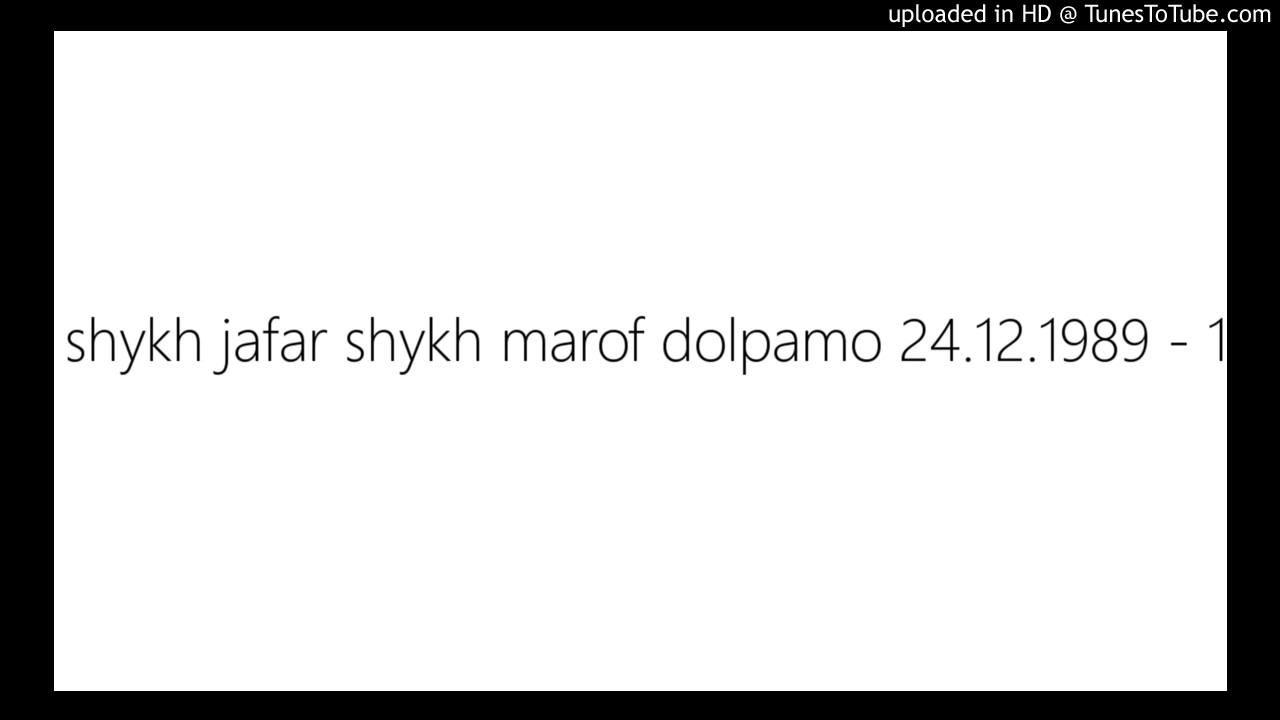 uploaded in HD @ TunesToTube.com
shykh jafar shykh marof dolpamo 24.12.1989 - 1